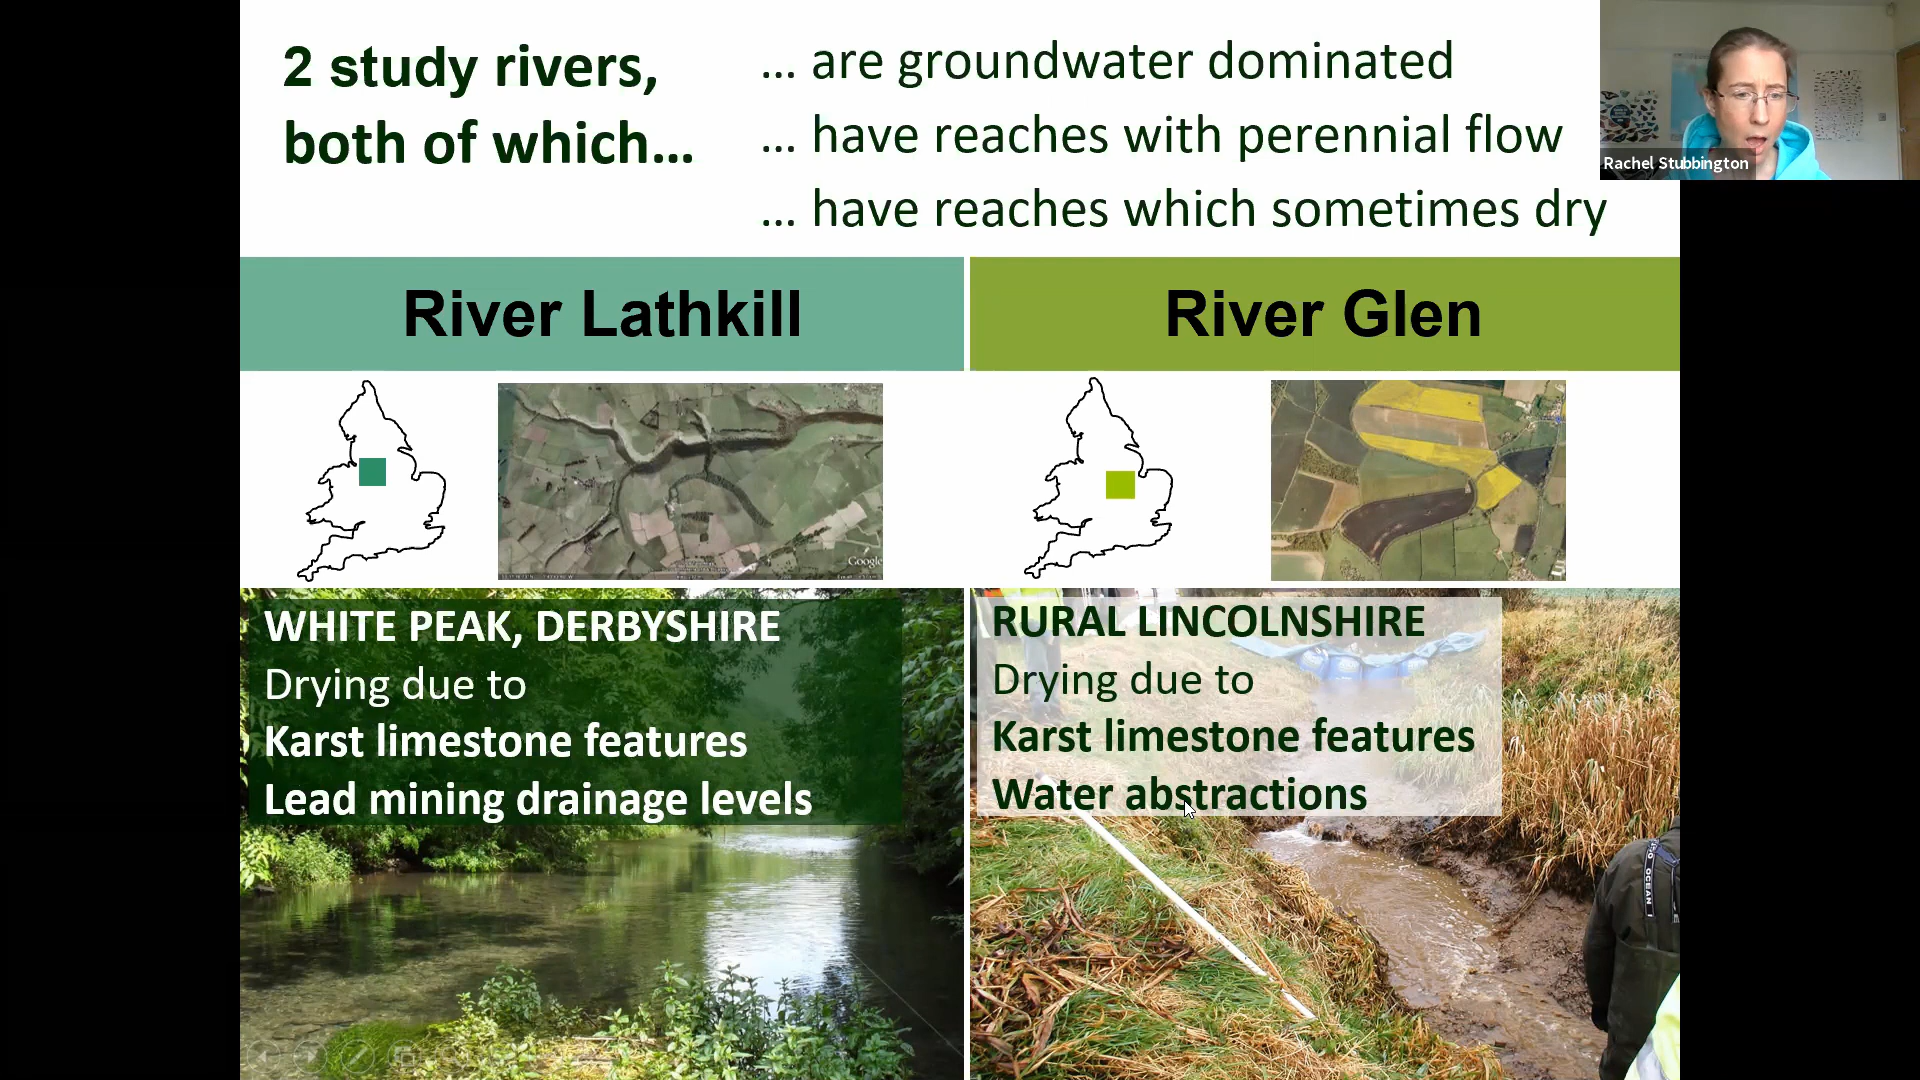 2 study rivers,
both of which...
... are groundwater dominated
... have reaches with perennial flow
... have reaches which sometimes dry
Rachel Stubbington
River Lathkill
River Glen
Google
WHITE PEAK, DERBYSHIRE
Drying due to
Karst limestone features
Lead mining drainage levels
RURAL LINCOLNSHIRE
Drying due to
Karst limestone features
Water abstractions
OCEAN